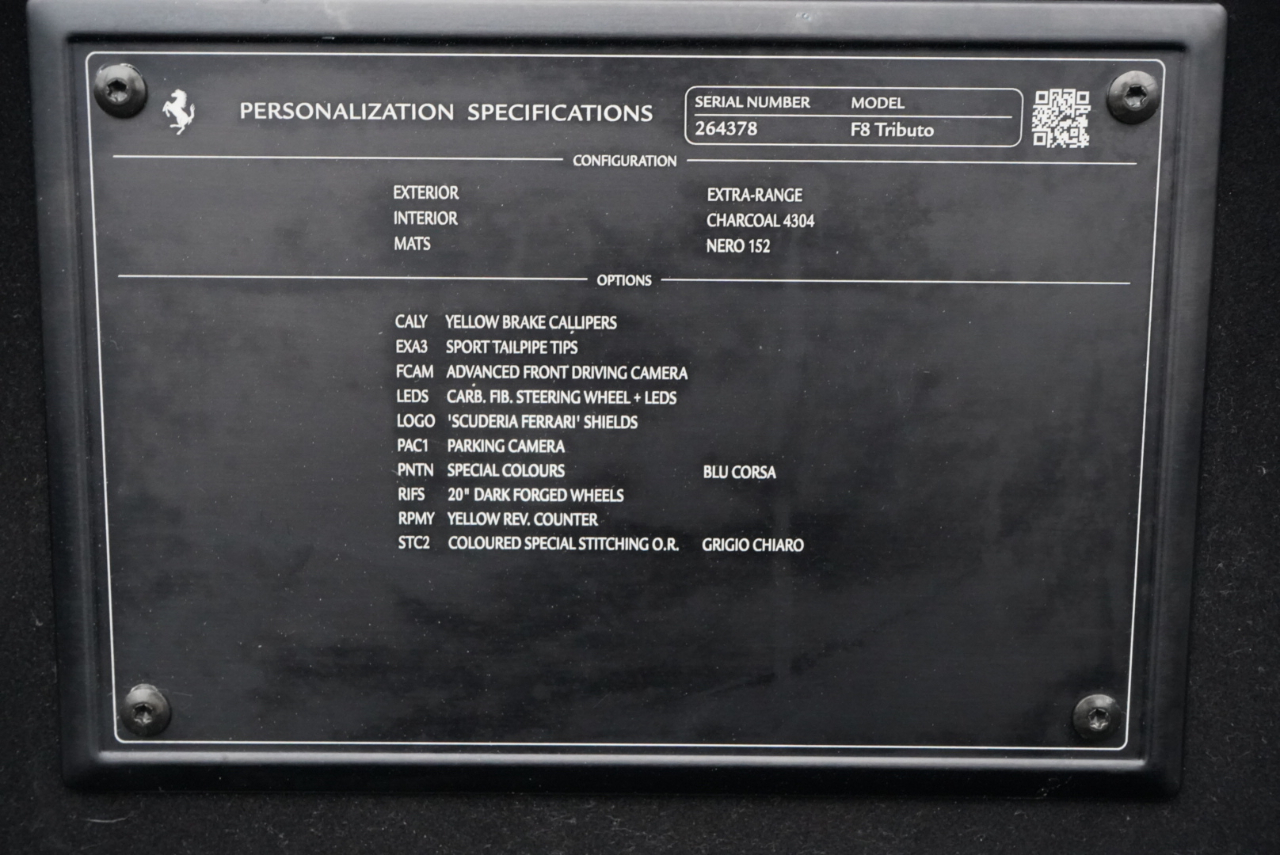 PERSONALIZATION SPECIFICATIONS
SERIAL NUMBER MODEL
264378 F8 Tributo
CONFIGURATION
EXTERIOR EXTRA-RANGE
INTERIOR CHARCOAL 4304
MATS NERO 152
OPTIONS
CALY YELLOW BRAKE CALLIPERS
EXA3 SPORT TAILPIPE TIPS
FCAM ADVANCED FRONT DRIVING CAMERA
LEDS CARB. FIB. STEERING WHEEL + LEDS
LOGO 'SCUDERIA FERRARI' SHIELDS
PAC1 PARKING CAMERA
PNTN SPECIAL COLOURS BLU CORSA
RIFS 20" DARK FORGED WHEELS
RPMY YELLOW REV. COUNTER
STC2 COLOURED SPECIAL STITCHING O.R. GRIGIO CHIARO